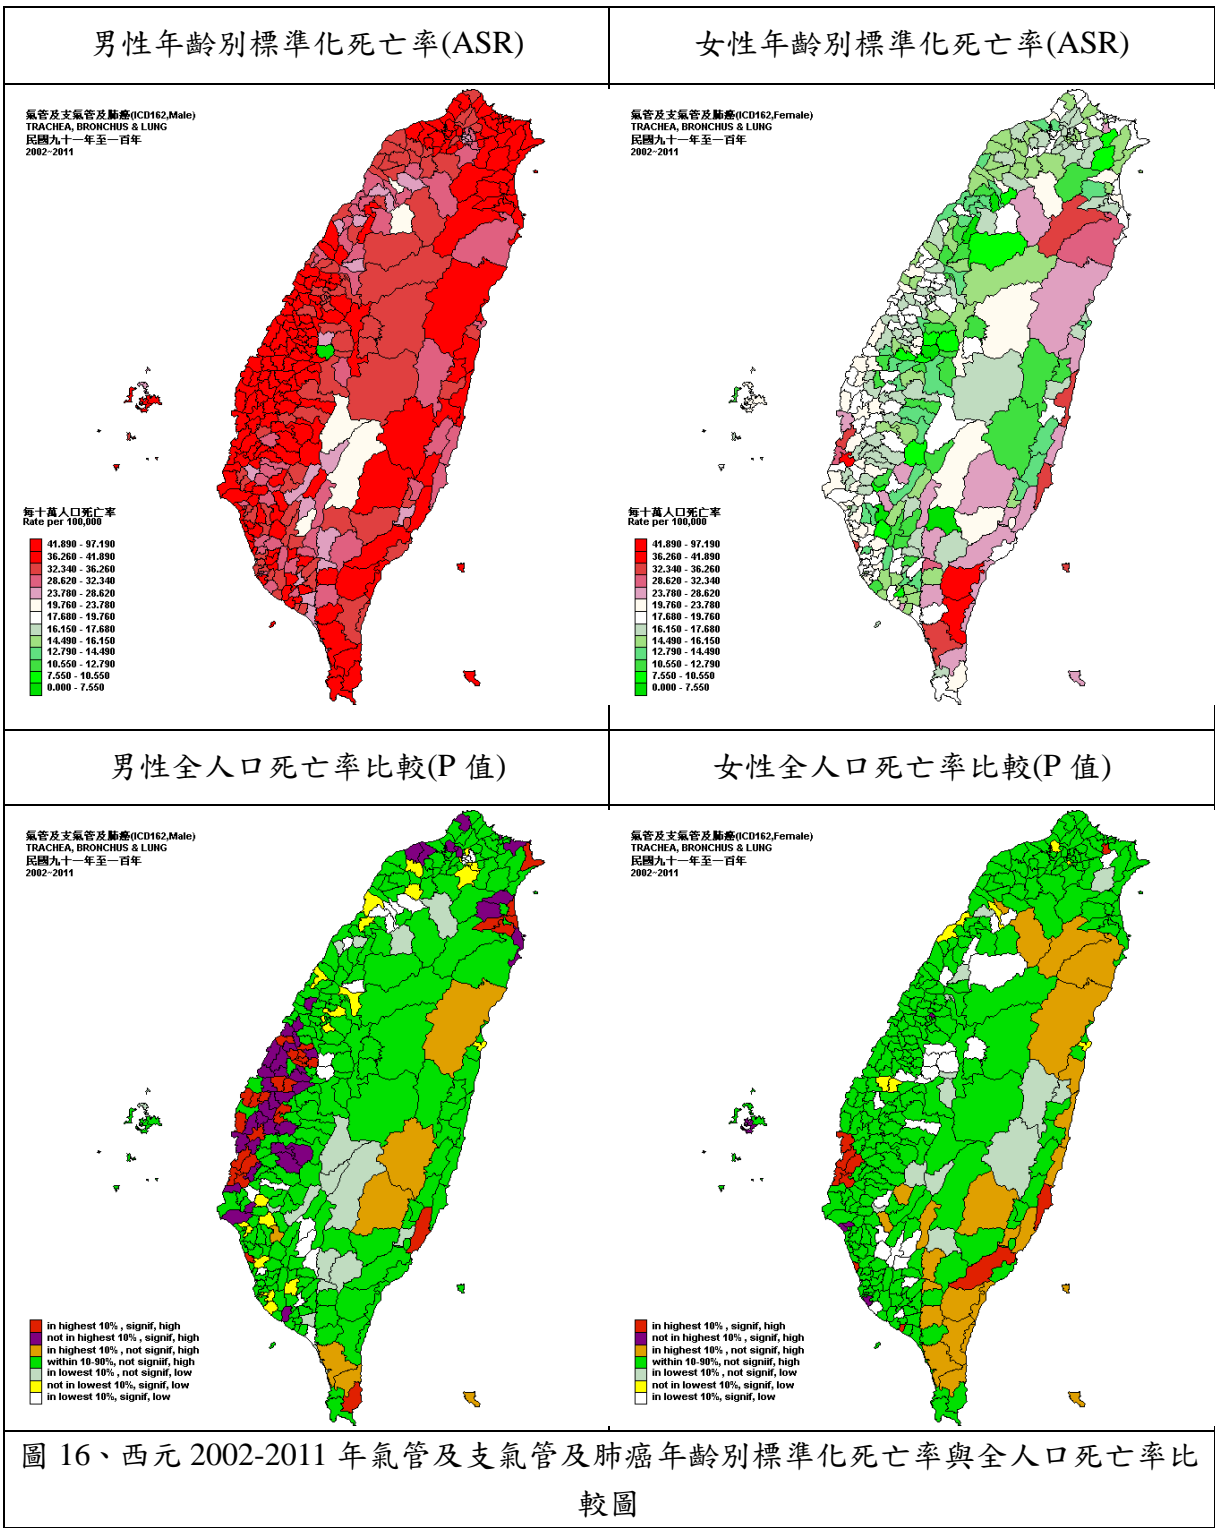 男性年齡別標準化死亡率(ASR)
女性年齡別標準化死亡率(ASR)
氣管及支氣管及肺癌(ICD162,Male)
TRACHEA, BRONCHUS & LUNG
民國九十一年至一百年
2002~2011
每十萬人口死亡率
Rate per 100,000
41.890 - 97.190
36.260 - 41.890
32.340 - 36.260
28.620 - 32.340
23.780 - 28.620
19.760 - 23.780
17.680 - 19.760
16.150 - 17.680
14.490 - 16.150
12.790 - 14.490
10.550 - 12.790
7.550 - 10.550
0.000 - 7.550
氣管及支氣管及肺癌(ICD162,Female)
TRACHEA, BRONCHUS & LUNG
民國九十一年至一百年
2002~2011
每十萬人口死亡率
Rate per 100,000
41.890 - 97.190
36.260 - 41.890
32.340 - 36.260
28.620 - 32.340
23.780 - 28.620
19.760 - 23.780
17.680 - 19.760
16.150 - 17.680
14.490 - 16.150
12.790 - 14.490
10.550 - 12.790
7.550 - 10.550
0.000 - 7.550
男性全人口死亡率比較(P 值)
女性全人口死亡率比較(P 值)
氣管及支氣管及肺癌(ICD162,Male)
TRACHEA, BRONCHUS & LUNG
民國九十一年至一百年
2002~2011
in highest 10% , signif, high
not in highest 10% , signif, high
in highest 10% , not signif, high
within 10-90%, not signiif, high
in lowest 10% , not signif, low
not in lowest 10%, signif, low
in lowest 10%, signif, low
氣管及支氣管及肺癌(ICD162,Female)
TRACHEA, BRONCHUS & LUNG
民國九十一年至一百年
2002~2011
in highest 10% , signif, high
not in highest 10% , signif, high
in highest 10% , not signif, high
within 10-90%, not signiif, high
in lowest 10% , not signif, low
not in lowest 10%, signif, low
in lowest 10%, signif, low
圖 16、西元 2002-2011 年氣管及支氣管及肺癌年齡別標準化死亡率與全人口死亡率比
較圖